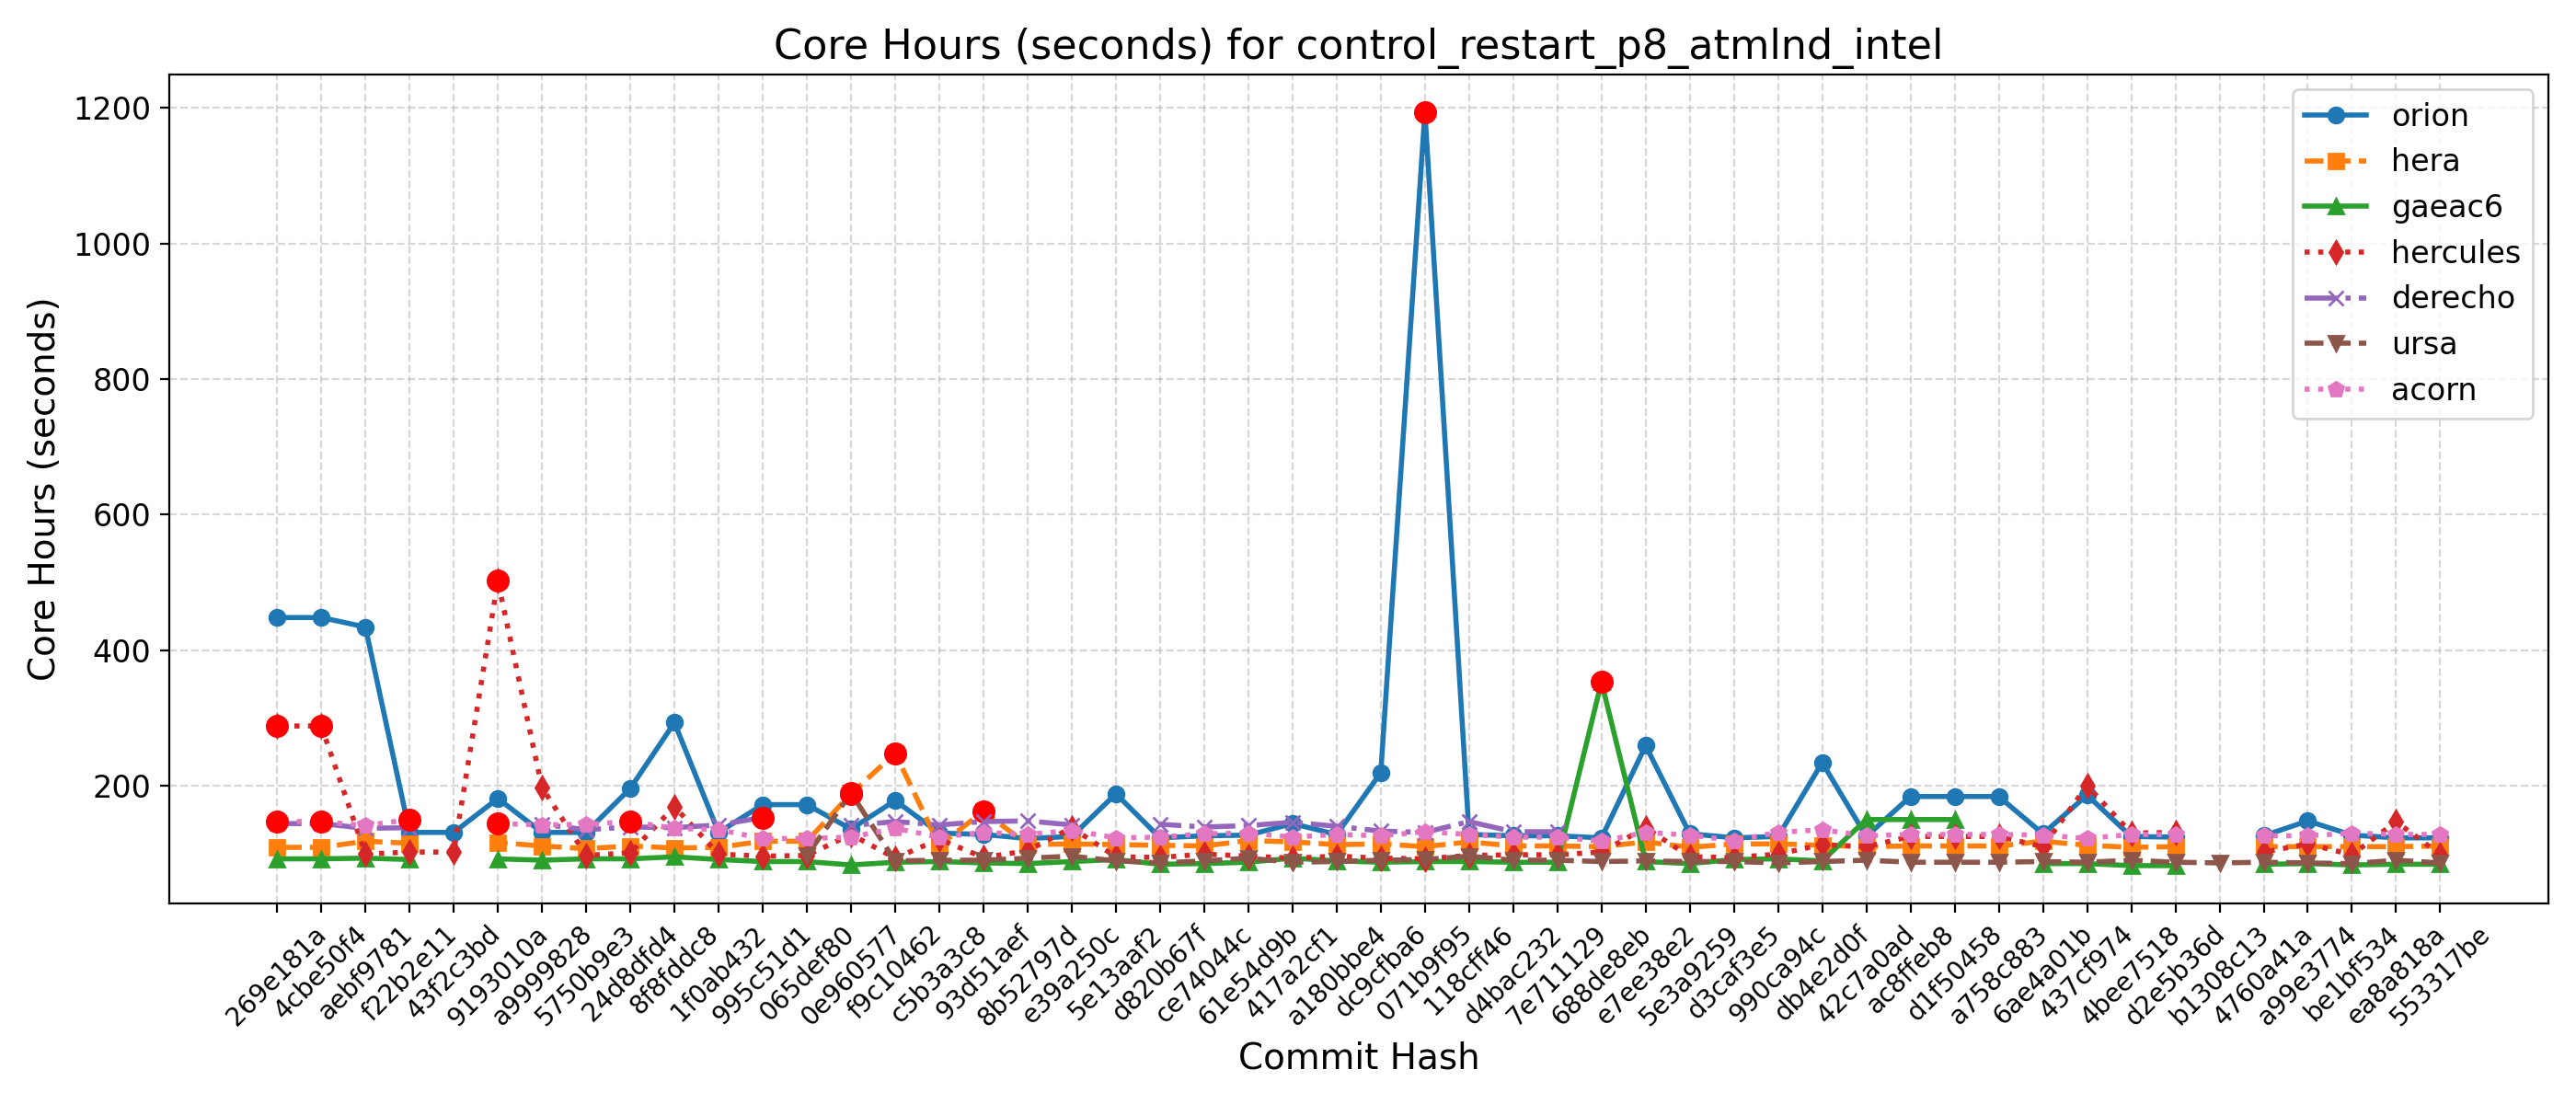 Core Hours (seconds) for control_restart_p8_atmlnd_intel
Core Hours (seconds)
1200
1000
800
600
400
200
orion
hera
gaeac6
hercules
derecho
ursa
acorn
269e181a
4cbe50f4
aebf9781
f22b2e11
43f2c3bd
9193010a
a9999828
5750b9e3
24d8dfd4
8f8fddc8
1f0ab432
995c51d1
065def80
0e960577
f9c10462
c5b3a3c8
93d51aef
8b52797d
e39a250c
5e13aaf2
d820b67f
ce74044c
61e54d9b
417a2cf1
a180bbe4
dc9cfba6
071b9f95
118cff46
d4bac232
7e711129
688de8eb
e7ee38e2
5e3a9259
d3caf3e5
990ca94c
db4e2d0f
42c7a0ad
ac8ffeb8
d1f50458
a758c883
6ae4a01b
437cf974
4bee7518
d2e5b36d
b1308c13
4760a41a
a99e3774
be1bf534
ea8a818a
553317be
Commit Hash